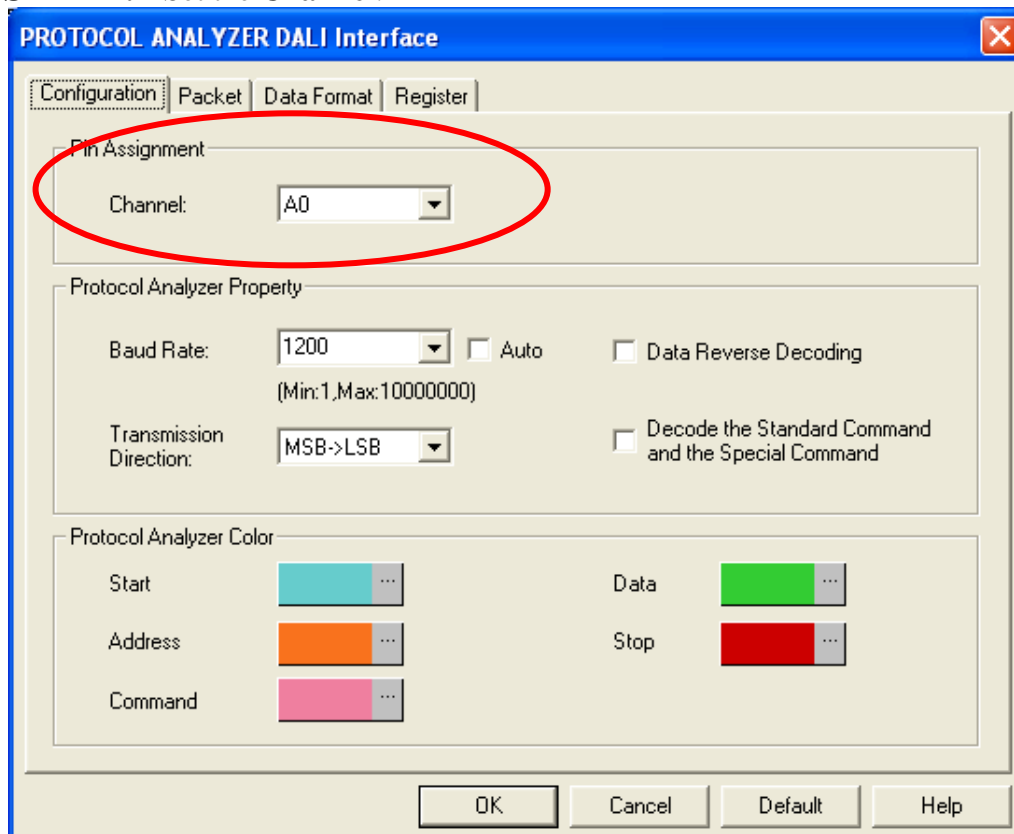 PROTOCOL ANALYZER DALI Interface
Configuration Packet Data Format Register
Pin Assignment
Channel: A0
Protocol Analyzer Property
Baud Rate: 1200 Auto Data Reverse Decoding
(Min:1,Max:10000000)
Transmission Direction: MSB->LSB Decode the Standard Command and the Special Command
Protocol Analyzer Color
Start ... Data ...
Address ... Stop ...
Command ...
OK Cancel Default Help